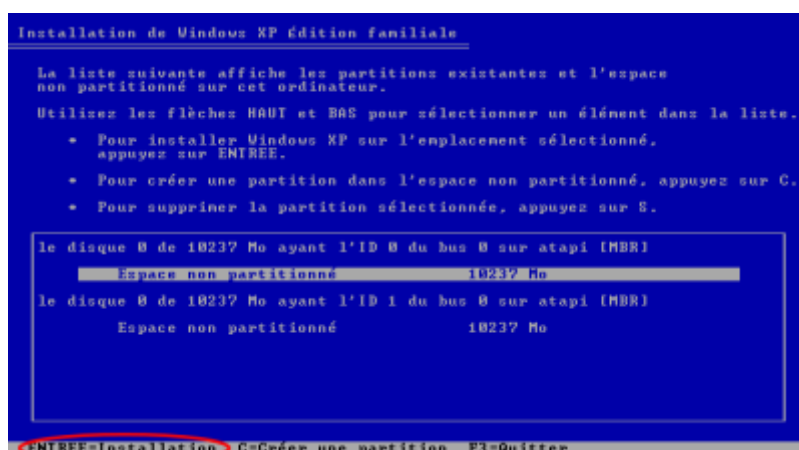 Installation de Windows XP Édition familiale
La liste suivante affiche les partitions existantes et l'espace
non partitionné sur cet ordinateur.
Utilisez les flèches HAUT et BAS pour sélectionner un élément dans la liste.
• Pour installer Windows XP sur l'emplacement sélectionné,
appuyez sur ENTREE.
• Pour créer une partition dans l'espace non partitionné, appuyez sur C.
• Pour supprimer la partition sélectionnée, appuyez sur S.
le disque 0 de 10237 Mo ayant l'ID 0 du bus 0 sur atapi [MBR]
Espace non partitionné 10237 Mo
le disque 0 de 10237 Mo ayant l'ID 1 du bus 0 sur atapi [MBR]
Espace non partitionné 10237 Mo
ENTREE=Installation C=Créer une partition F3=Quitter